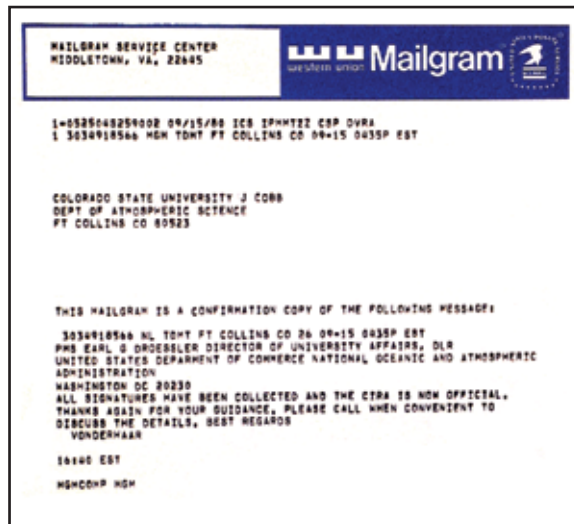 MAILGRAM SERVICE CENTER
MIDDLETOWN, VA. 22645
western union Mailgram
1-052504S259002 09/15/80 ICS IPMMTZZ CSP DVRA
1 3034918566 MGM TDMT FT COLLINS CO 09-15 0435P EST
COLORADO STATE UNIVERSITY J COBB
DEPT OF ATMOSPHERIC SCIENCE
FT COLLINS CO 80523
THIS MAILGRAM IS A CONFIRMATION COPY OF THE FOLLOWING MESSAGE:
3034918566 NL TDMT FT COLLINS CO 26 09-15 0435P EST
PMS EARL G DROESSLER DIRECTOR OF UNIVERSITY AFFAIRS, DLR
UNITED STATES DEPARMENT OF COMMERCE NATIONAL OCEANIC AND ATMOSPHERIC
ADMINISTRATION
WASHINGTON DC 20230
ALL SIGNATURES HAVE BEEN COLLECTED AND THE CIRA IS NOW OFFICIAL.
THANKS AGAIN FOR YOUR GUIDANCE. PLEASE CALL WHEN CONVENIENT TO
DISCUSS THE DETAILS, BEST REGARDS
VONDERHAAR
16:40 EST
MGMCOMP MGM